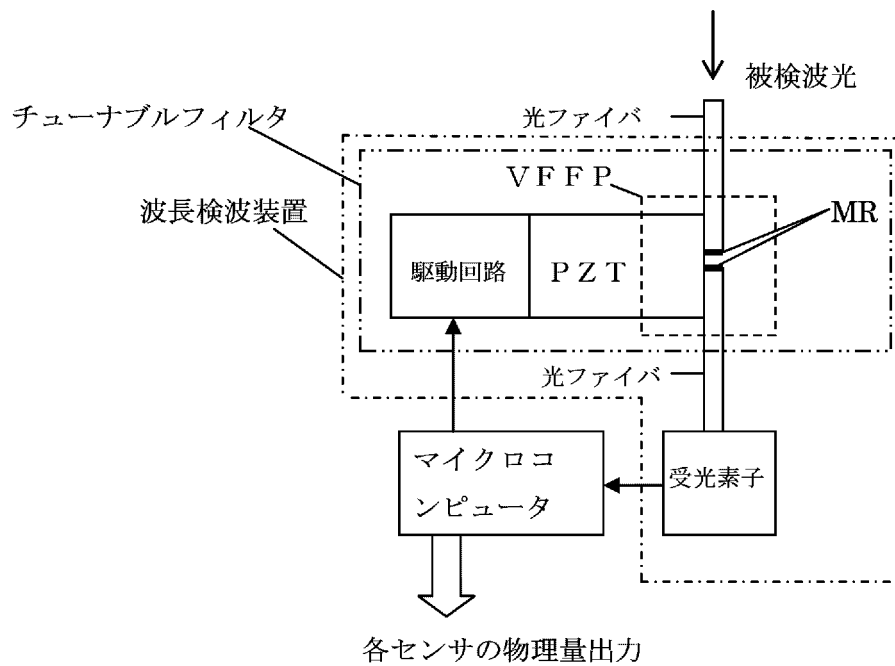 被検波光
光ファイバ
チューナブルフィルタ
VFFP
波長検波装置
MR
駆動回路
PZT
光ファイバ
マイクロコ
ンピュータ
受光素子
各センサの物理量出力